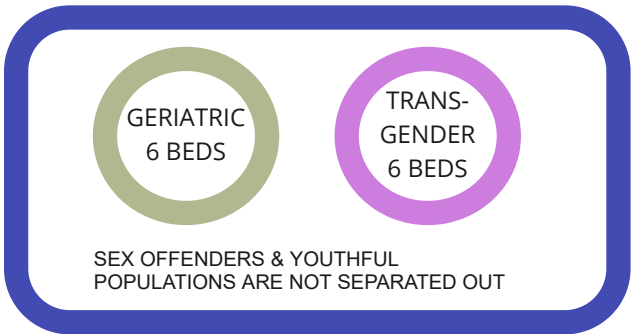 GERIATRIC
6 BEDS
TRANS-
GENDER
6 BEDS
SEX OFFENDERS & YOUTHFUL
POPULATIONS ARE NOT SEPARATED OUT